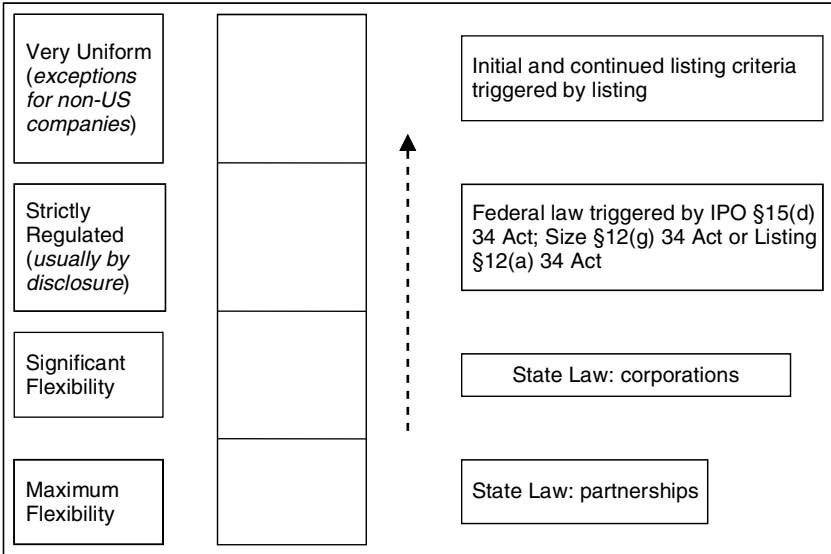 Very Uniform
(exceptions
for non-US
companies)
Initial and continued listing criteria
triggered by listing
Strictly
Regulated
(usually by
disclosure)
Federal law triggered by IPO §15(d)
34 Act; Size §12(g) 34 Act or Listing
§12(a) 34 Act
Significant
Flexibility
State Law: corporations
Maximum
Flexibility
State Law: partnerships